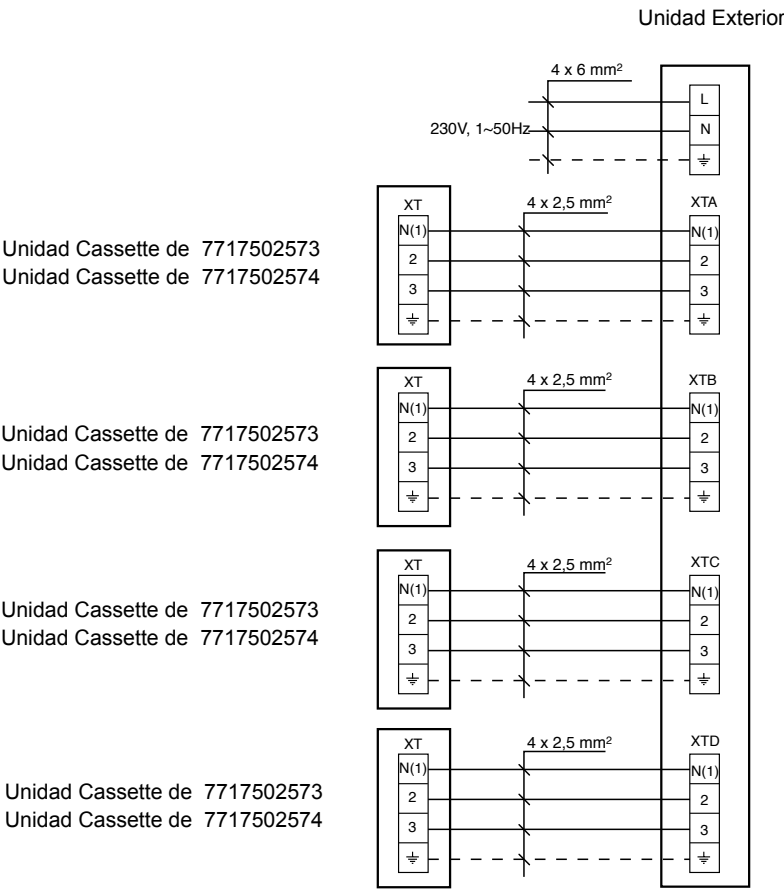 Unidad Exterior
4 x 6 mm²
L
230V, 1~50Hz
N
XT
4 x 2,5 mm²
XTA
N(1)
N(1)
Unidad Cassette de 7717502573
2
2
Unidad Cassette de 7717502574
3
3
XT
4 x 2,5 mm²
XTB
N(1)
N(1)
Unidad Cassette de 7717502573
2
2
Unidad Cassette de 7717502574
3
3
XT
4 x 2,5 mm²
XTC
N(1)
N(1)
Unidad Cassette de 7717502573
2
2
Unidad Cassette de 7717502574
3
3
XT
4 x 2,5 mm²
XTD
N(1)
N(1)
Unidad Cassette de 7717502573
2
2
Unidad Cassette de 7717502574
3
3